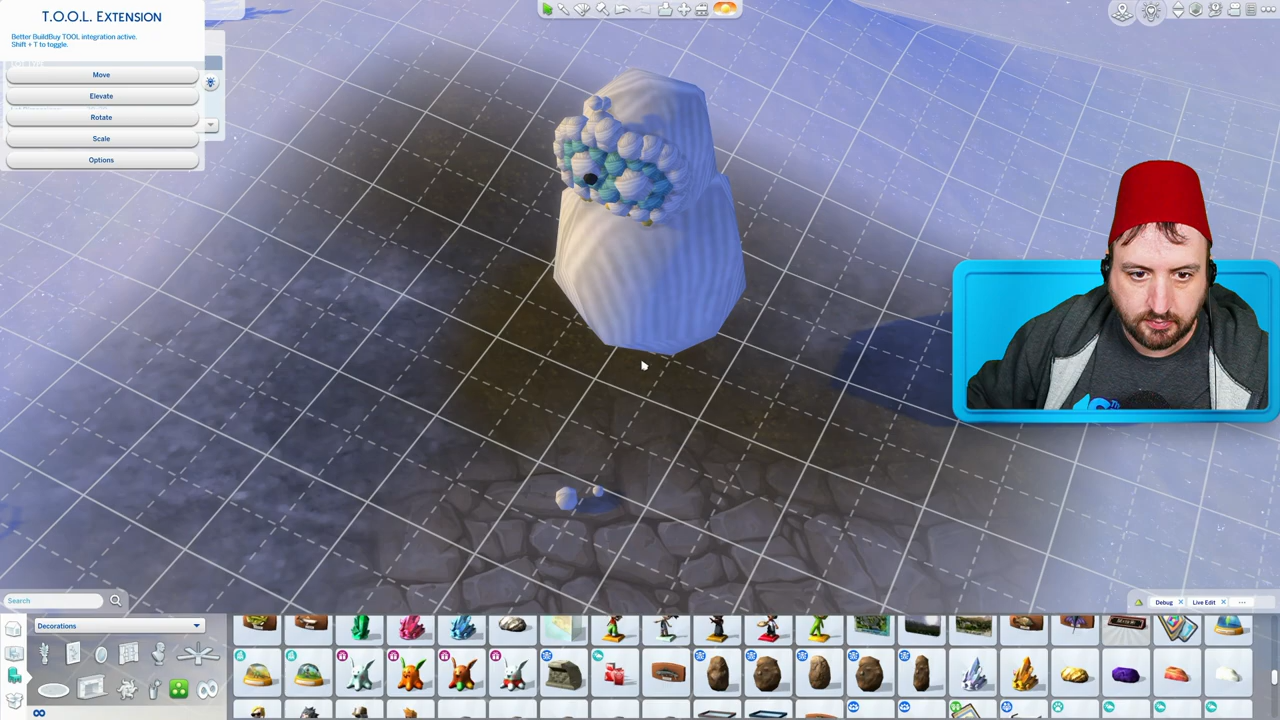 T.O.O.L. Extension
Better BuildBuy TOOL integration active.
Shift + T to toggle.
Move
Elevate
Rotate
Scale
Options
Search
Debug
Live Edit
Decorations